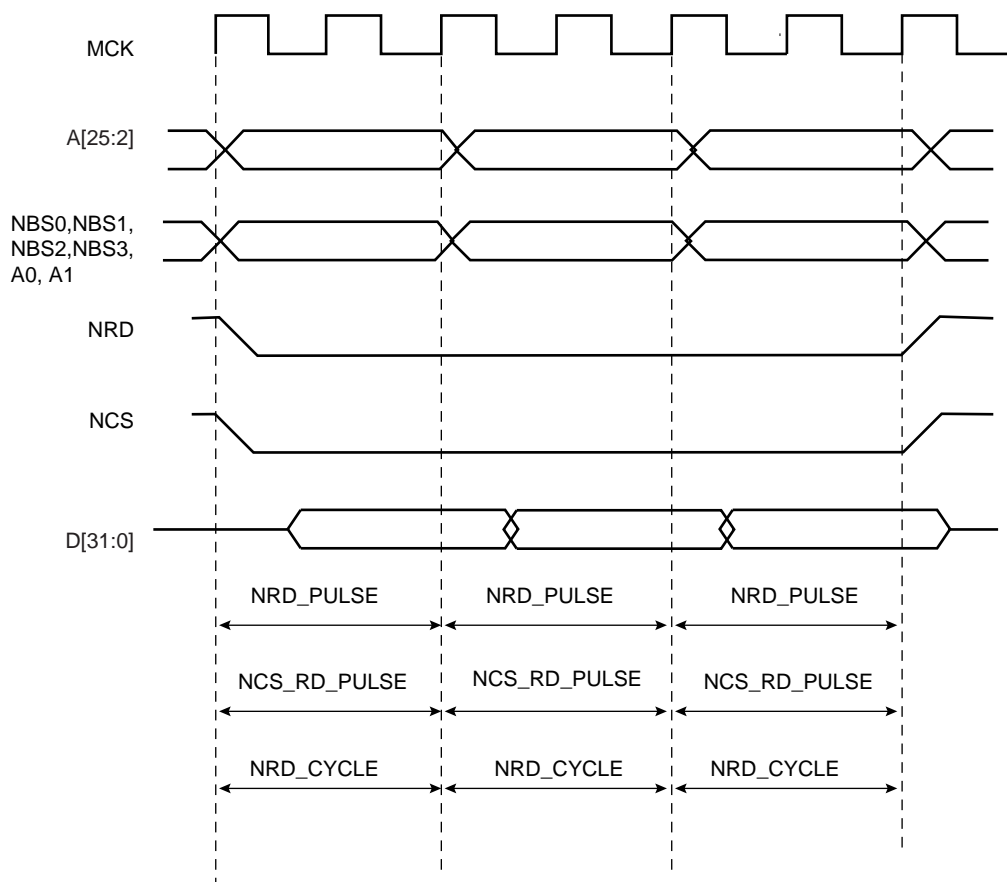 MCK
A[25:2]
NBS0,NBS1,
NBS2,NBS3,
A0, A1
NRD
NCS
D[31:0]
NRD_PULSE NRD_PULSE NRD_PULSE
NCS_RD_PULSE NCS_RD_PULSE NCS_RD_PULSE
NRD_CYCLE NRD_CYCLE NRD_CYCLE